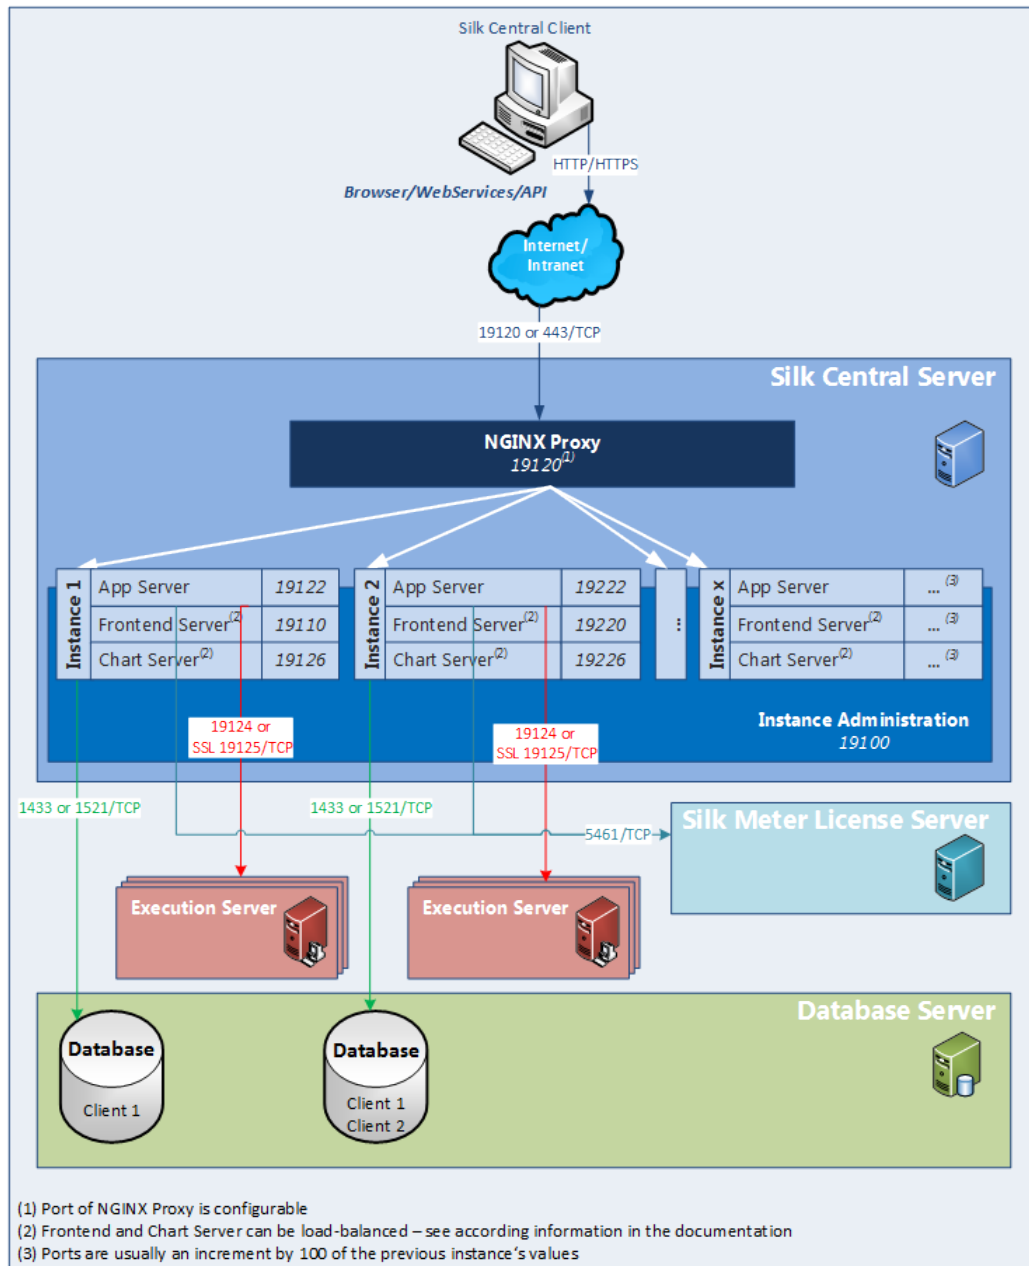 Silk Central Client
HTTP/HTTPS
Browser/WebServices/API
Internet/
Intranet
19120 or 443/TCP
Silk Central Server
NGINX Proxy
19120(1)
Instance 1
App Server 19122
Frontend Server(2) 19110
Chart Server(2) 19126
Instance 2
App Server 19222
Frontend Server(2) 19220
Chart Server(2) 19226
...
Instance x
App Server ... (3)
Frontend Server(2) ... (3)
Chart Server(2) ... (3)
19124 or
SSL 19125/TCP
19124 or
SSL 19125/TCP
Instance Administration
19100
1433 or 1521/TCP
1433 or 1521/TCP
5461/TCP
Silk Meter License Server
Execution Server
Execution Server
Database Server
Database
Client 1
Database
Client 1
Client 2
(1) Port of NGINX Proxy is configurable
(2) Frontend and Chart Server can be load-balanced – see according information in the documentation
(3) Ports are usually an increment by 100 of the previous instance's values